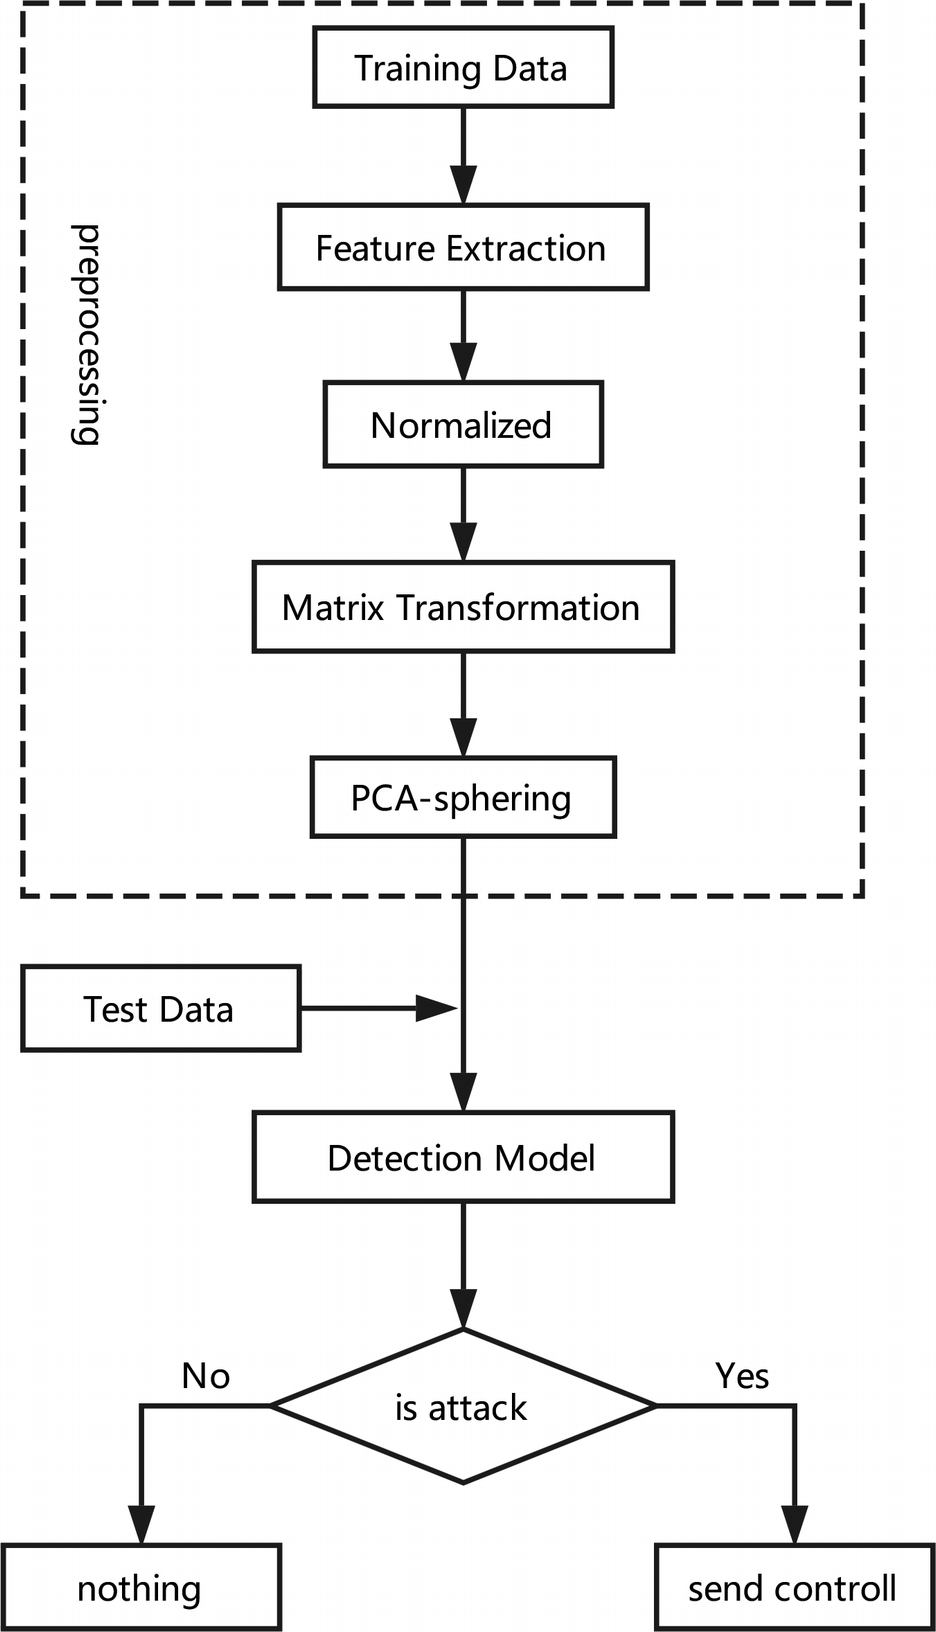 Training Data
Feature Extraction
preprocessing
Normalized
Matrix Transformation
PCA-sphering
Test Data
Detection Model
No
Yes
is attack
nothing
send controll